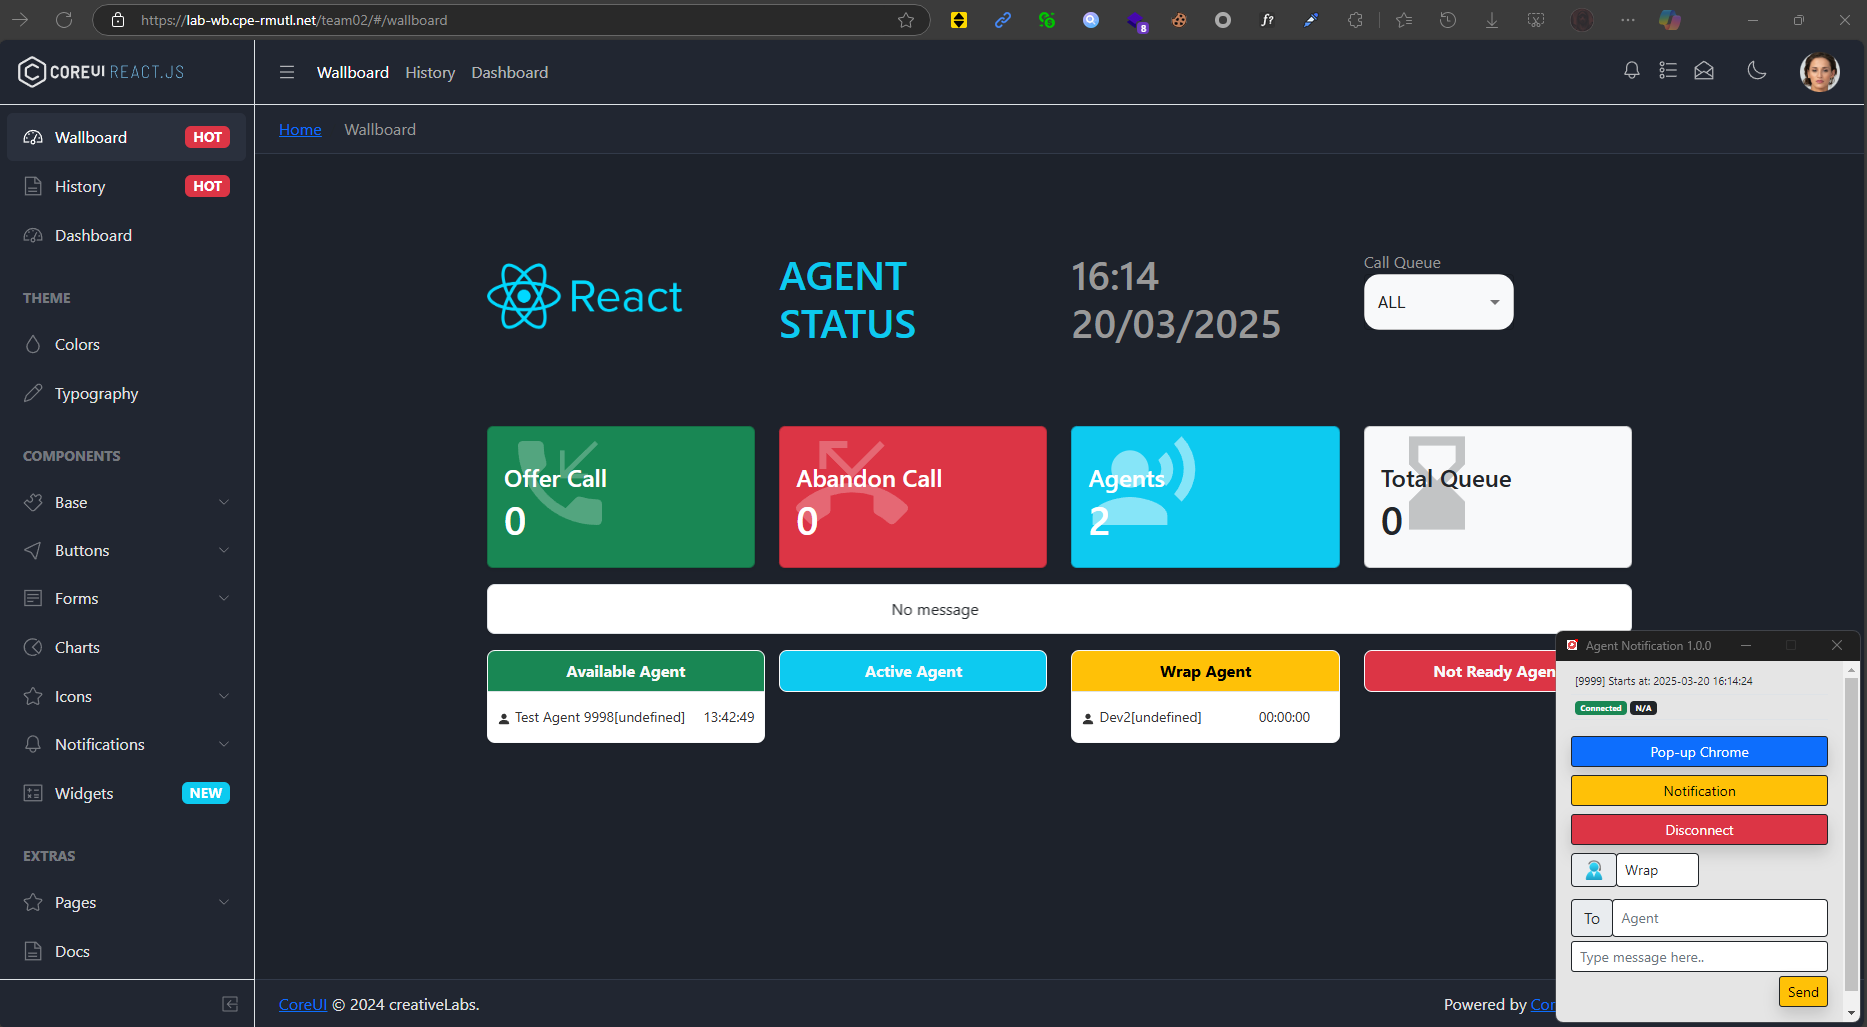 https://lab-wb.cpe-rmutl.net/team02/#/wallboard
f?
8
COREUI REACT.JS
Wallboard History Dashboard
Home Wallboard
Wallboard HOT
History HOT
Dashboard
THEME
Colors
Typography
COMPONENTS
Base
Buttons
Forms
Charts
Icons
Notifications
Widgets NEW
EXTRAS
Pages
Docs
React
AGENT
STATUS
16:14
20/03/2025
Call Queue
ALL
Offer Call
0
Abandon Call
0
Agents
2
Total Queue
0
No message
Available Agent
Test Agent 9998[undefined] 13:42:49
Active Agent
Wrap Agent
Dev2[undefined] 00:00:00
Not Ready Agen
Agent Notification 1.0.0
[9999] Starts at: 2025-03-20 16:14:24
Connected N/A
Pop-up Chrome
Notification
Disconnect
Wrap
To Agent
Type message here..
Send
CoreUI © 2024 creativeLabs.
Powered by Cor